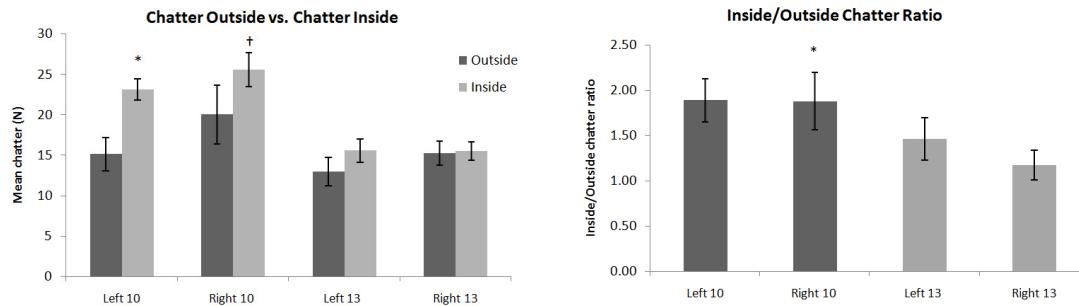 Chatter Outside vs. Chatter Inside
Mean chatter (N)
30
25
20
15
10
5
0
*
†
Outside
Inside
Left 10
Right 10
Left 13
Right 13
Inside/Outside Chatter Ratio
Inside/Outside chatter ratio
2.50
2.00
1.50
1.00
0.50
0.00
*
Left 10
Right 10
Left 13
Right 13